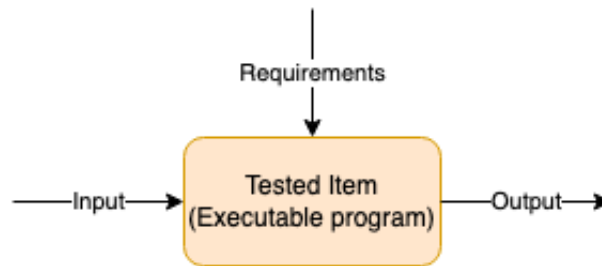 Requirements
Input
Tested Item
(Executable program)
Output